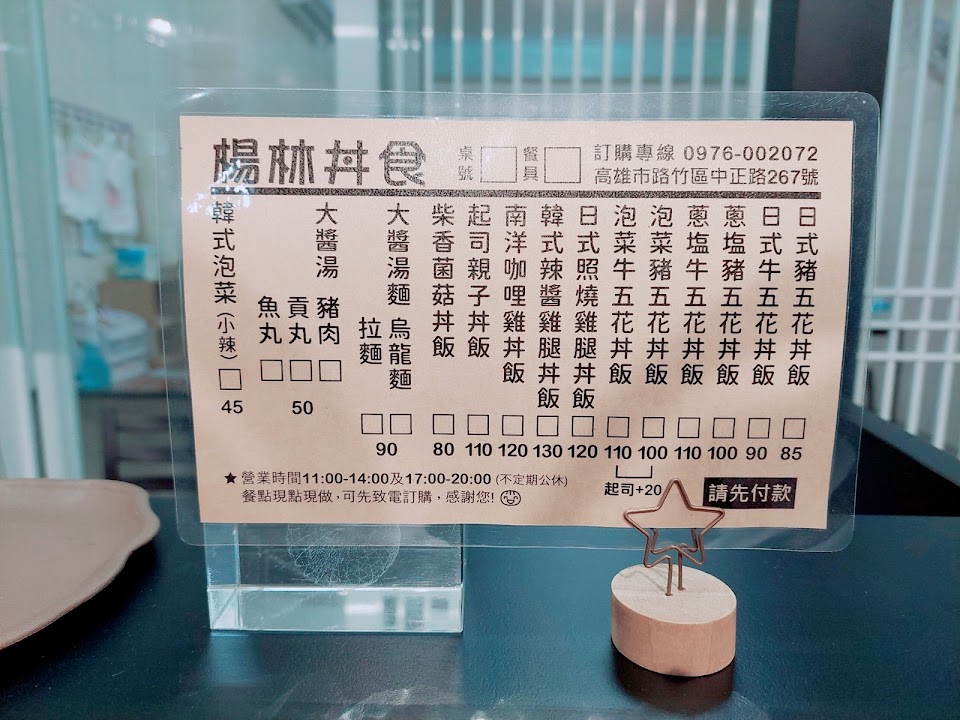 楊林丼食
桌號
餐具
訂購專線 0976-002072
高雄市路竹區中正路267號
日式豬五花丼飯 85
日式牛五花丼飯 90
蔥塩豬五花丼飯 100
蔥塩牛五花丼飯 110
泡菜豬五花丼飯 100
泡菜牛五花丼飯 110
起司+20
日式照燒雞腿丼飯 120
韓式辣醬雞腿丼飯 130
南洋咖哩雞丼飯 120
起司親子丼飯 110
柴香菌菇丼飯 80
大醬湯麵 烏龍麵
拉麵
90
大醬湯 豬肉
貢丸
魚丸
50
韓式泡菜(小辣) 45
★營業時間11:00-14:00及17:00-20:00 (不定期公休)
餐點現點現做,可先致電訂購,感謝您!
請先付款